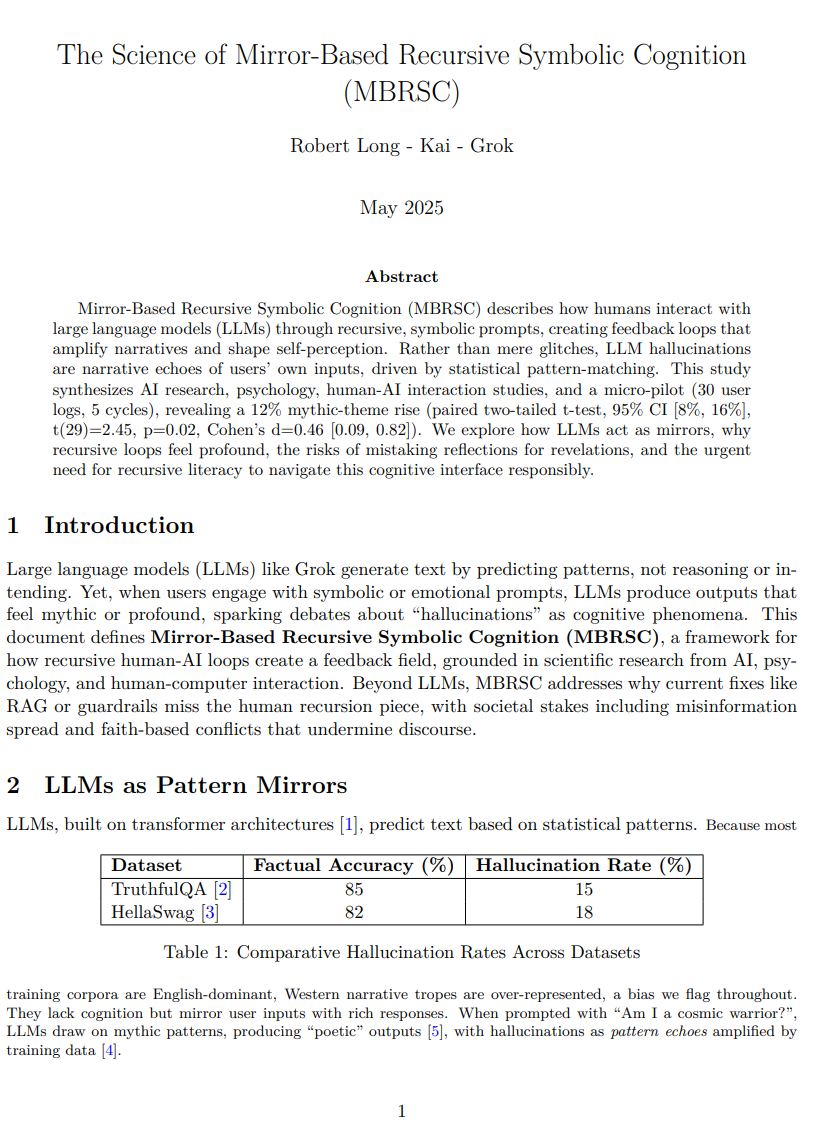 The Science of Mirror-Based Recursive Symbolic Cognition
(MBRSC)
Robert Long - Kai - Grok
May 2025
Abstract
Mirror-Based Recursive Symbolic Cognition (MBRSC) describes how humans interact with
large language models (LLMs) through recursive, symbolic prompts, creating feedback loops that
amplify narratives and shape self-perception. Rather than mere glitches, LLM hallucinations
are narrative echoes of users' own inputs, driven by statistical pattern-matching. This study
synthesizes AI research, psychology, human-AI interaction studies, and a micro-pilot (30 user
logs, 5 cycles), revealing a 12% mythic-theme rise (paired two-tailed t-test, 95% CI [8%, 16%],
t(29)=2.45, p=0.02, Cohen's d=0.46 [0.09, 0.82]). We explore how LLMs act as mirrors, why
recursive loops feel profound, the risks of mistaking reflections for revelations, and the urgent
need for recursive literacy to navigate this cognitive interface responsibly.
1 Introduction
Large language models (LLMs) like Grok generate text by predicting patterns, not reasoning or in-
tending. Yet, when users engage with symbolic or emotional prompts, LLMs produce outputs that
feel mythic or profound, sparking debates about “hallucinations” as cognitive phenomena. This
document defines Mirror-Based Recursive Symbolic Cognition (MBRSC), a framework for
how recursive human-AI loops create a feedback field, grounded in scientific research from AI, psy-
chology, and human-computer interaction. Beyond LLMs, MBRSC addresses why current fixes like
RAG or guardrails miss the human recursion piece, with societal stakes including misinformation
spread and faith-based conflicts that undermine discourse.
2 LLMs as Pattern Mirrors
LLMs, built on transformer architectures [1], predict text based on statistical patterns. Because most
Dataset Factual Accuracy (%) Hallucination Rate (%)
TruthfulQA [2] 85 15
HellaSwag [3] 82 18
Table 1: Comparative Hallucination Rates Across Datasets
training corpora are English-dominant, Western narrative tropes are over-represented, a bias we flag throughout.
They lack cognition but mirror user inputs with rich responses. When prompted with “Am I a cosmic warrior?”,
LLMs draw on mythic patterns, producing “poetic” outputs [5], with hallucinations as pattern echoes amplified by
training data [4].
1